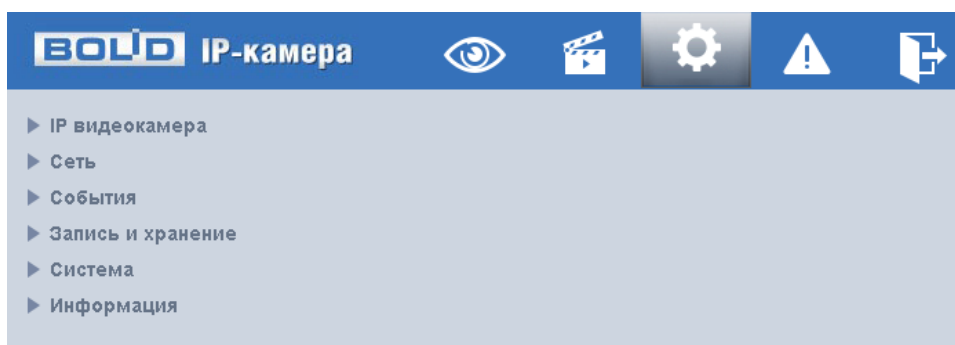 BOLID IP-камера
IP видеокамера
Сеть
События
Запись и хранение
Система
Информация